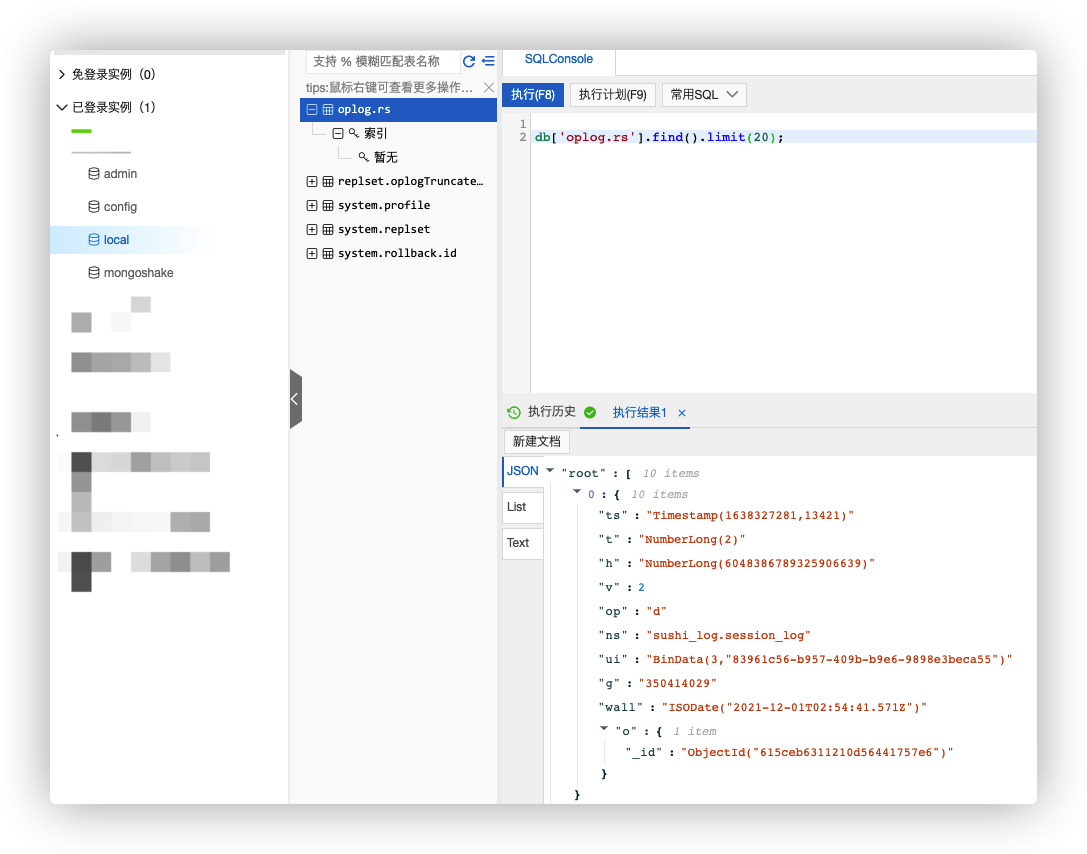 免登录实例（0）
已登录实例（1）
admin
config
local
mongoshake
支持 % 模糊匹配表名称
tips:鼠标右键可查看更多操作…
oplog.rs
索引
暂无
replset.oplogTruncate…
system.profile
system.replset
system.rollback.id
SQLConsole
执行(F8) 执行计划(F9) 常用SQL
1
2 db['oplog.rs'].find().limit(20);
执行历史 执行结果1 ×
新建文档
JSON
List
Text
"root" : [ 10 items
0 : { 10 items
"ts" : "Timestamp(1638327281,13421)"
"t" : "NumberLong(2)"
"h" : "NumberLong(6048386789325906639)"
"v" : 2
"op" : "d"
"ns" : "sushi_log.session_log"
"ui" : "BinData(3,"83961c56-b957-409b-b9e6-9898e3beca55")"
"g" : "350414029"
"wall" : "ISODate("2021-12-01T02:54:41.571Z")"
"o" : { 1 item
"_id" : "ObjectId("615ceb6311210d56441757e6")"
}
}